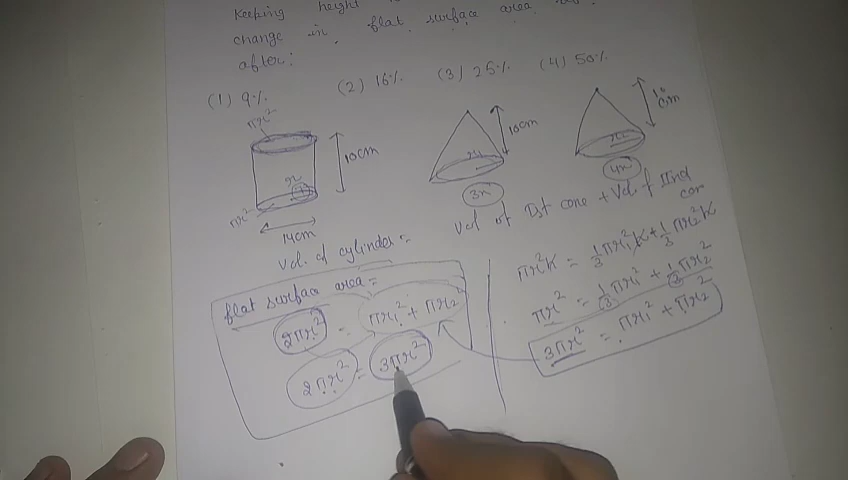 Keeping height
change in flat surface area
after:
(1) 9% (2) 16% (3) 25% (4) 50%
πr²
10cm
10cm
10 cm
r
πr²
14cm
3r
4r
Vol. of cylinder = Vol of Ist cone + Vol of IInd cone
πr²h = 1/3 πr₁²h + 1/3 πr₂²h
πr² = 1/3 πr₁² + 1/3 πr₂²
3πr² = πr₁² + πr₂²
flat surface area =
2πr² = πr₁² + πr₂²
2πr² = 3πr²